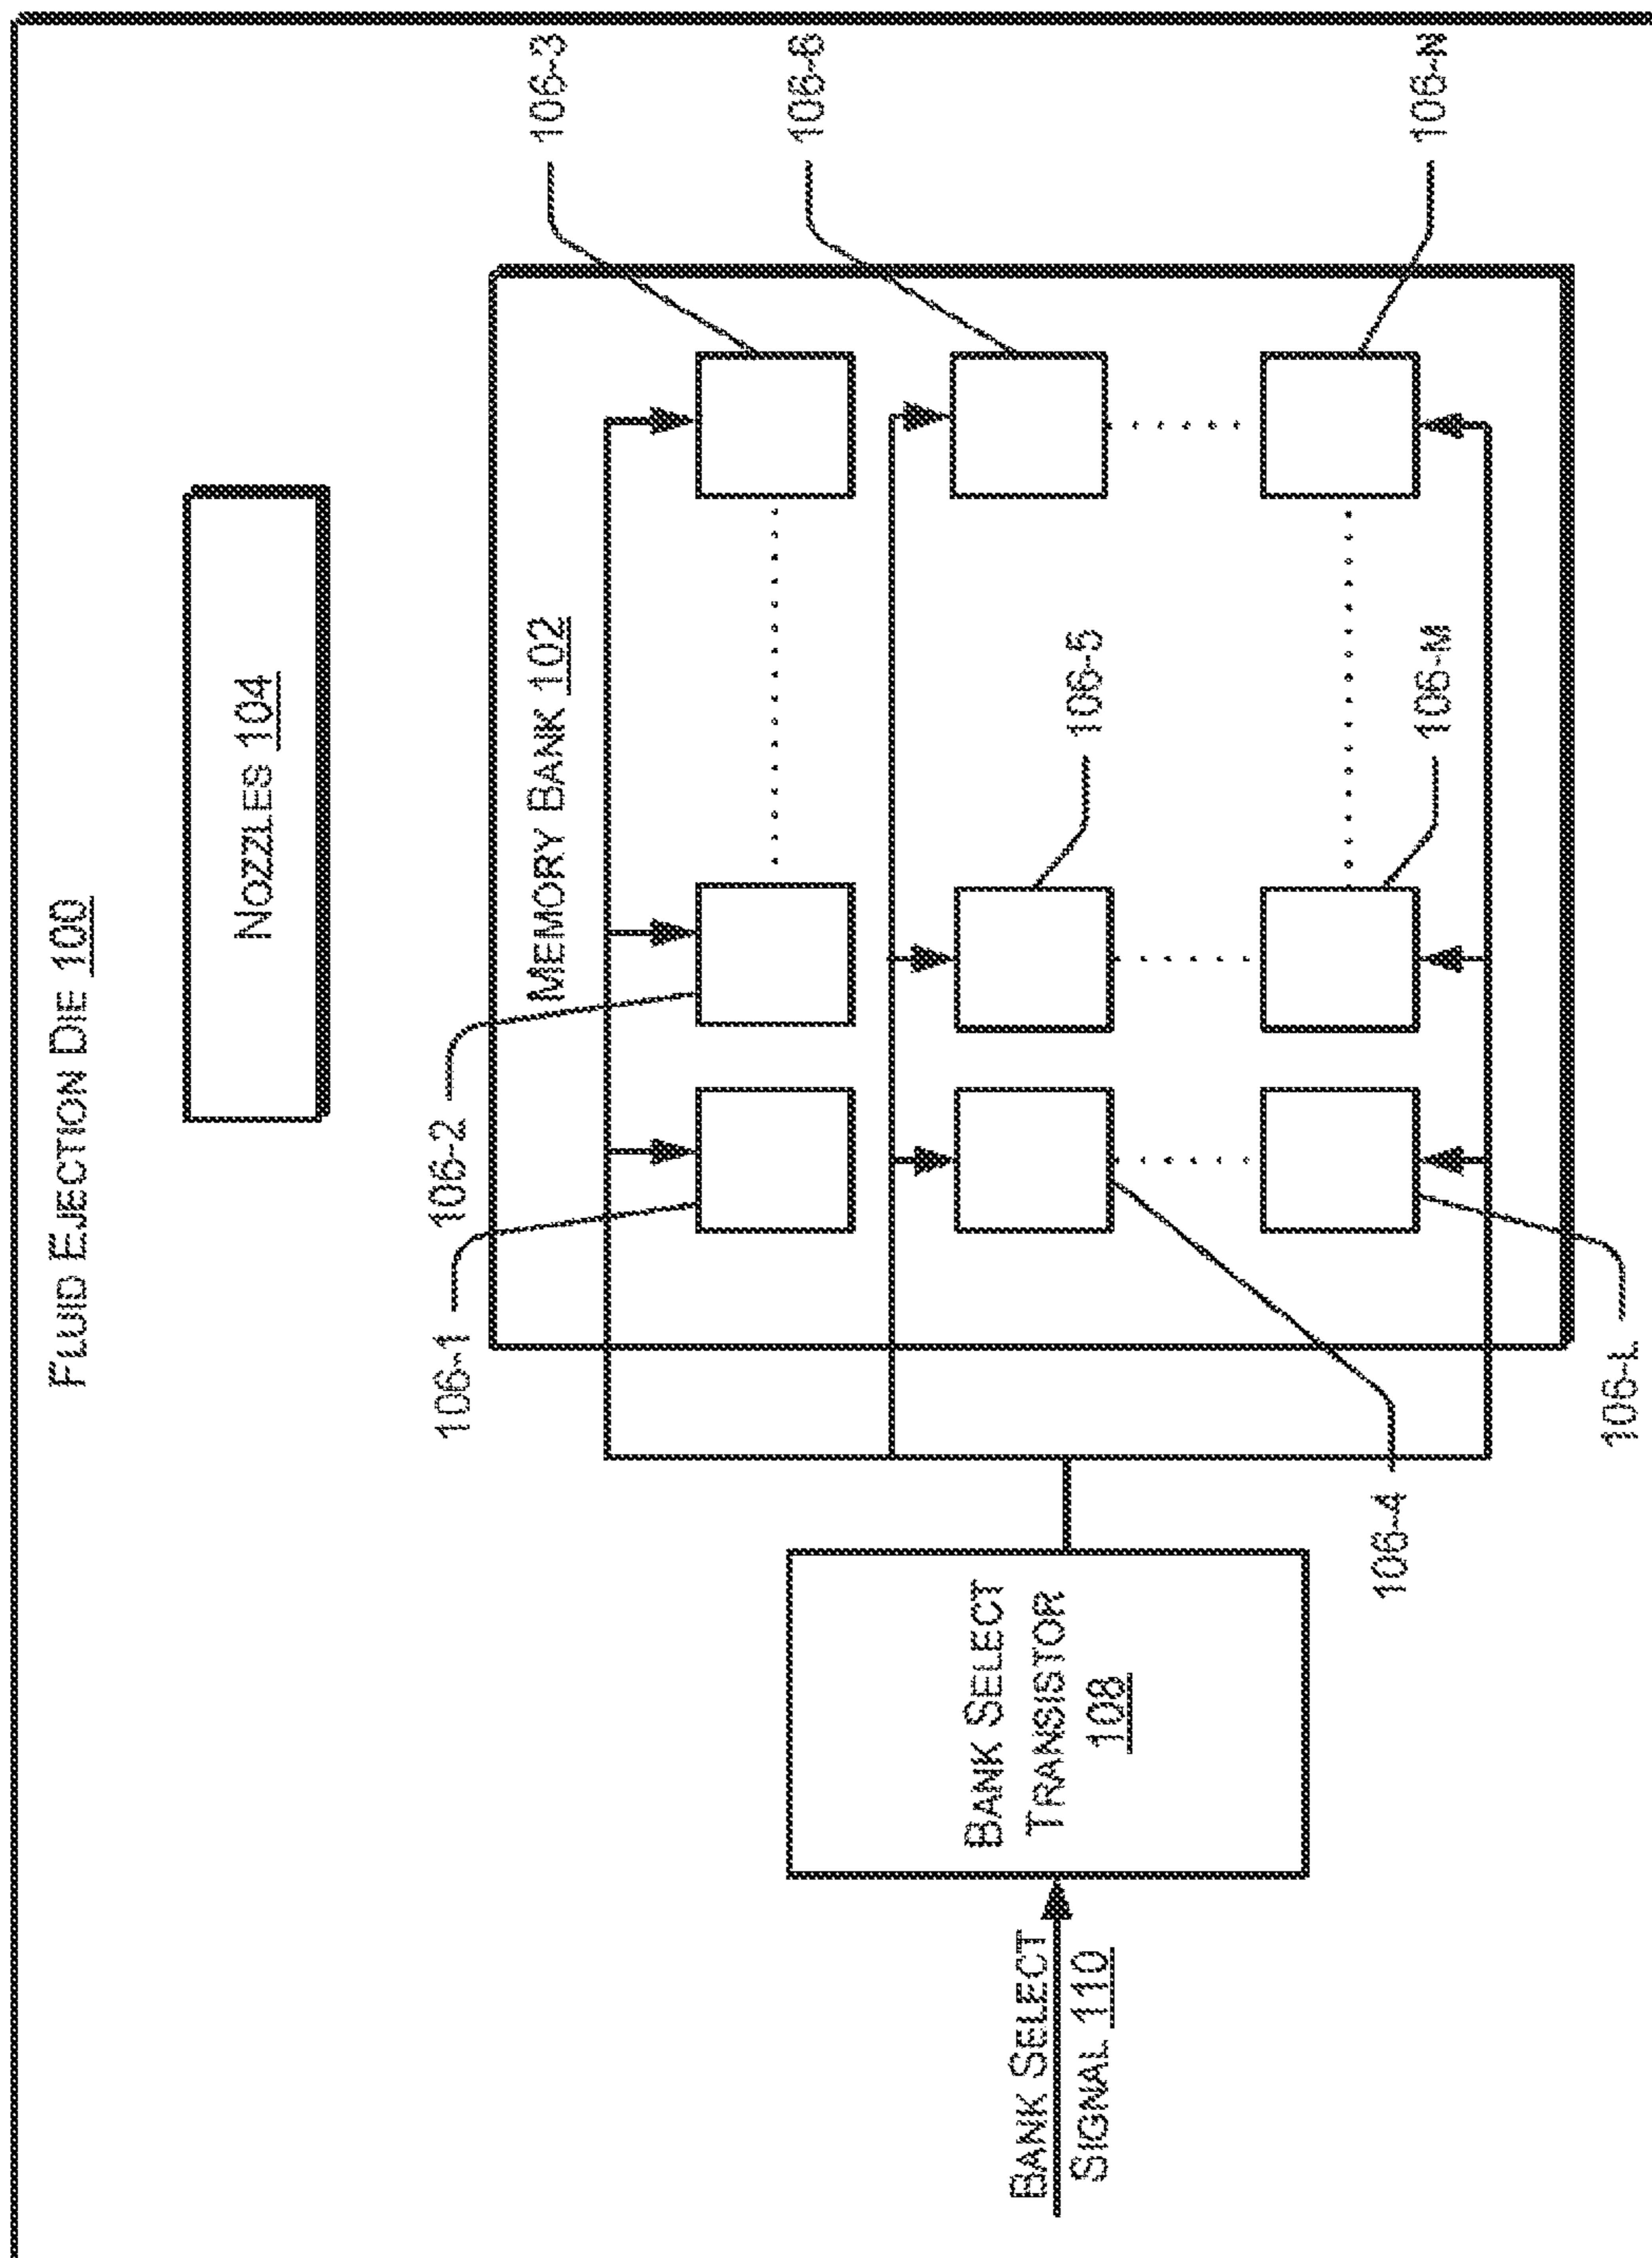 FLUID EJECTION DIE 100
NOZZLES 104
106-1
106-2
MEMORY BANK 102
106-3
106-6
BANK SELECT
TRANSISTOR
108
BANK SELECT
SIGNAL 110
106-5
106-4
106-M
106-N
106-L